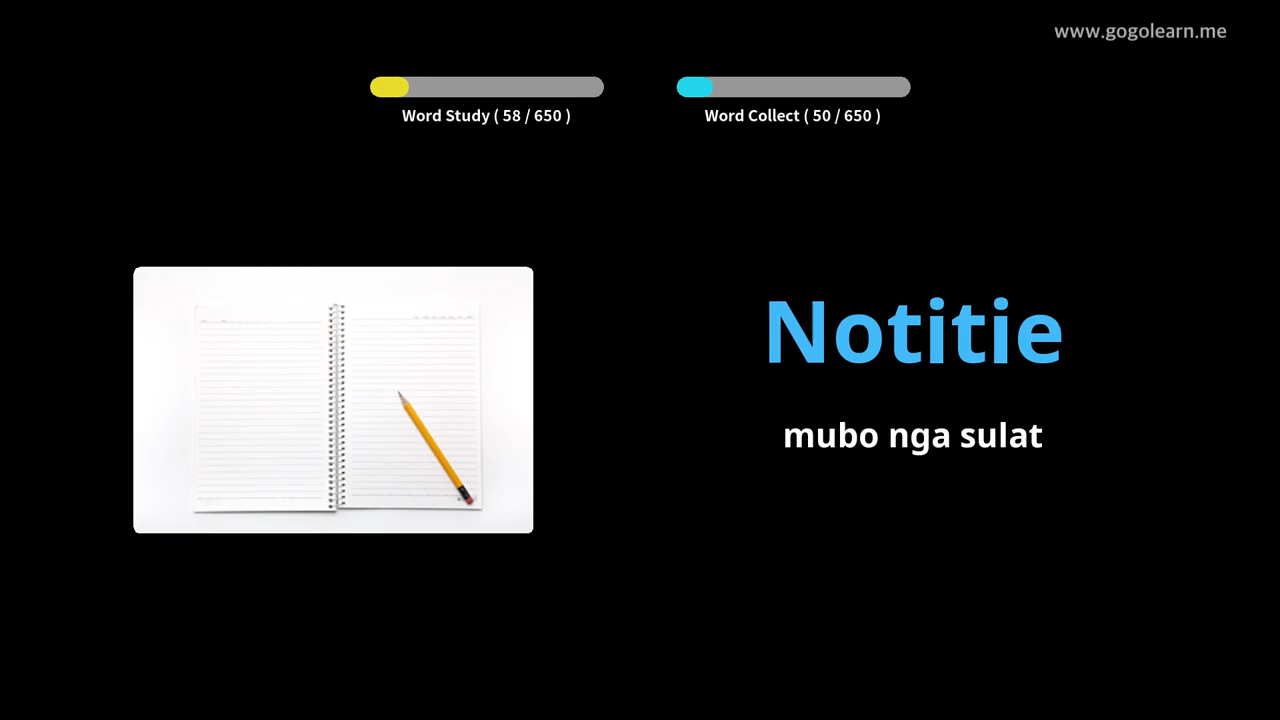 www.gogolearn.me
Word Study ( 58 / 650 )
Word Collect ( 50 / 650 )
Notitie
mubo nga sulat